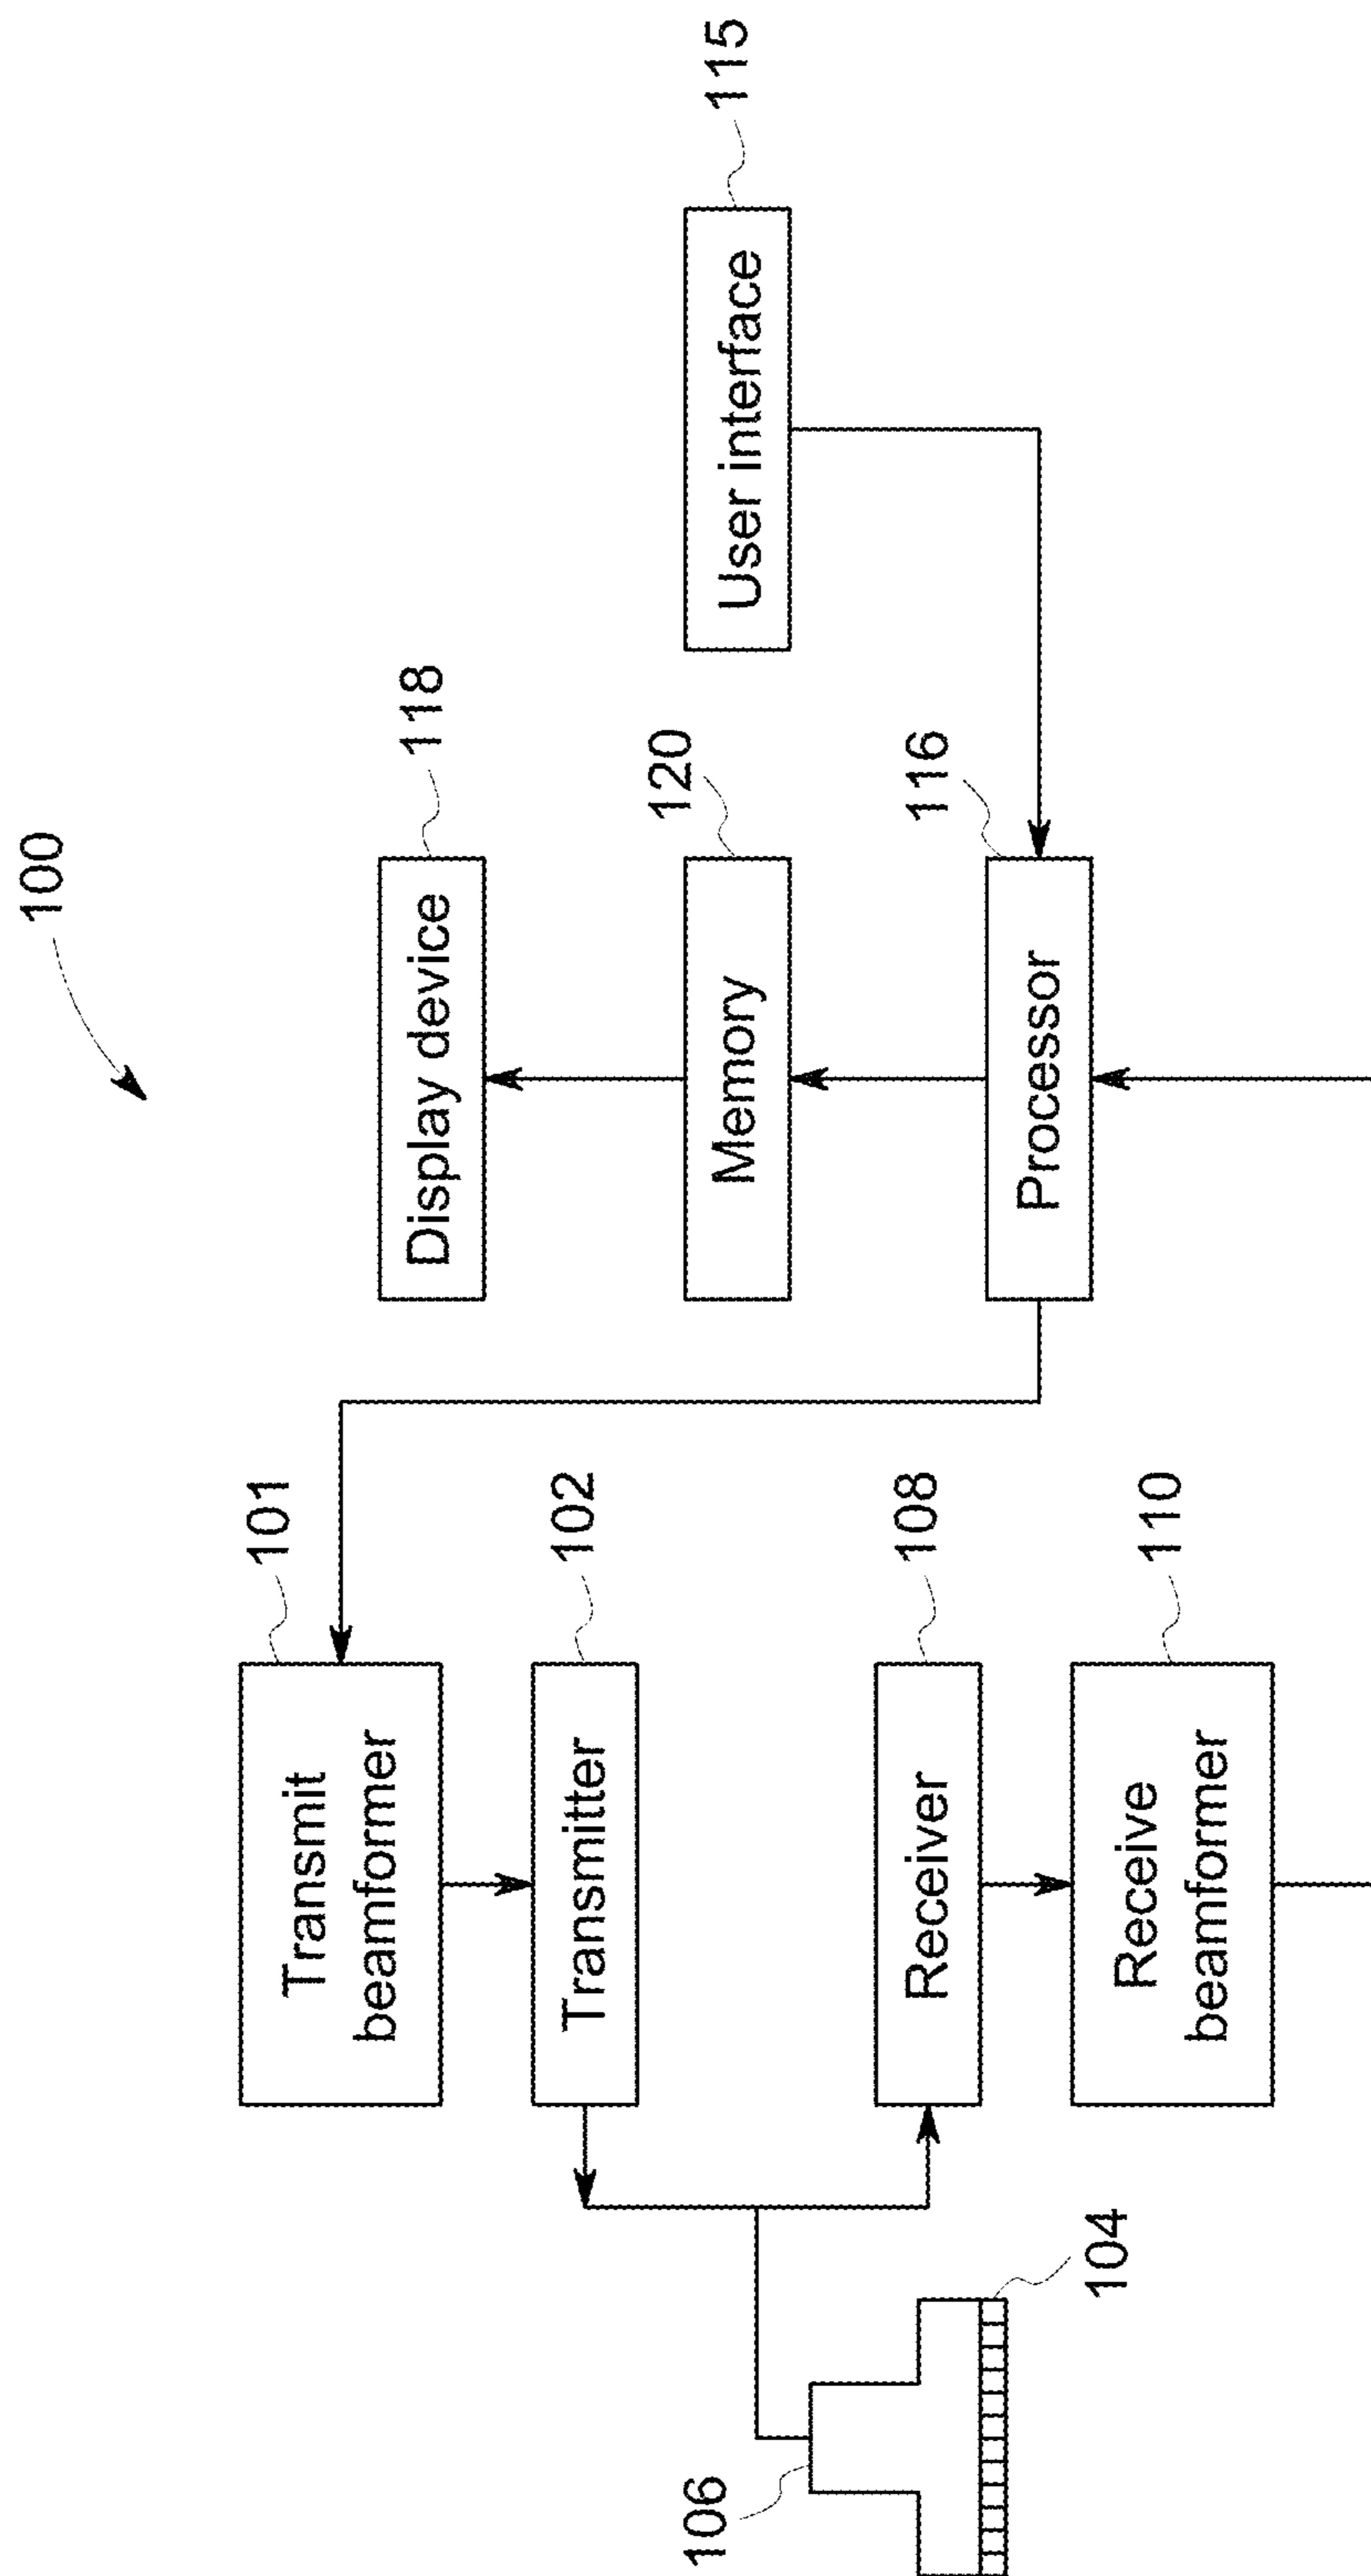 100
101
Transmit
beamformer
102
Transmitter
106
104
108
Receiver
110
Receive
beamformer
118
Display device
120
Memory
116
Processor
115
User interface